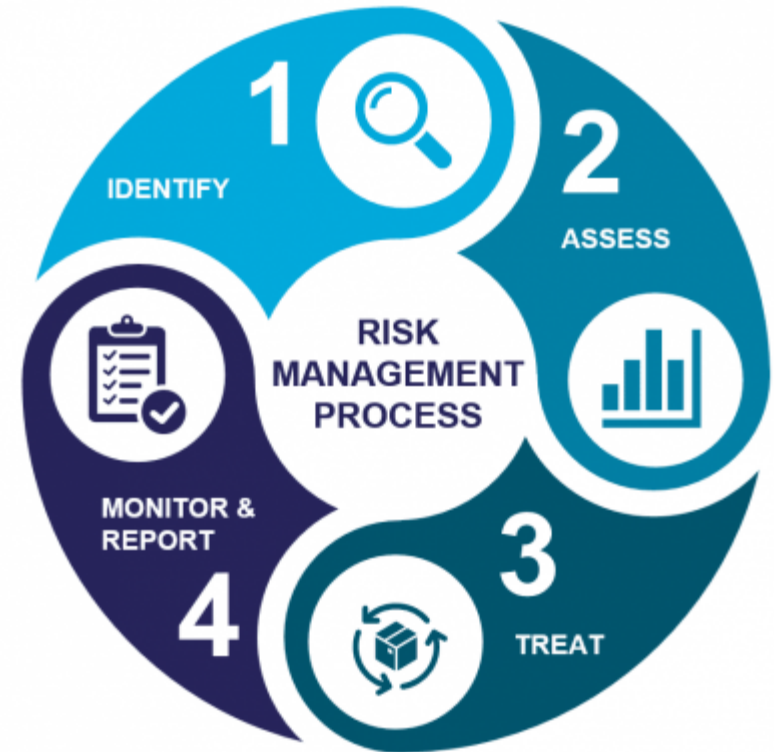 1
IDENTIFY
2
ASSESS
RISK
MANAGEMENT
PROCESS
3
TREAT
MONITOR &
REPORT
4